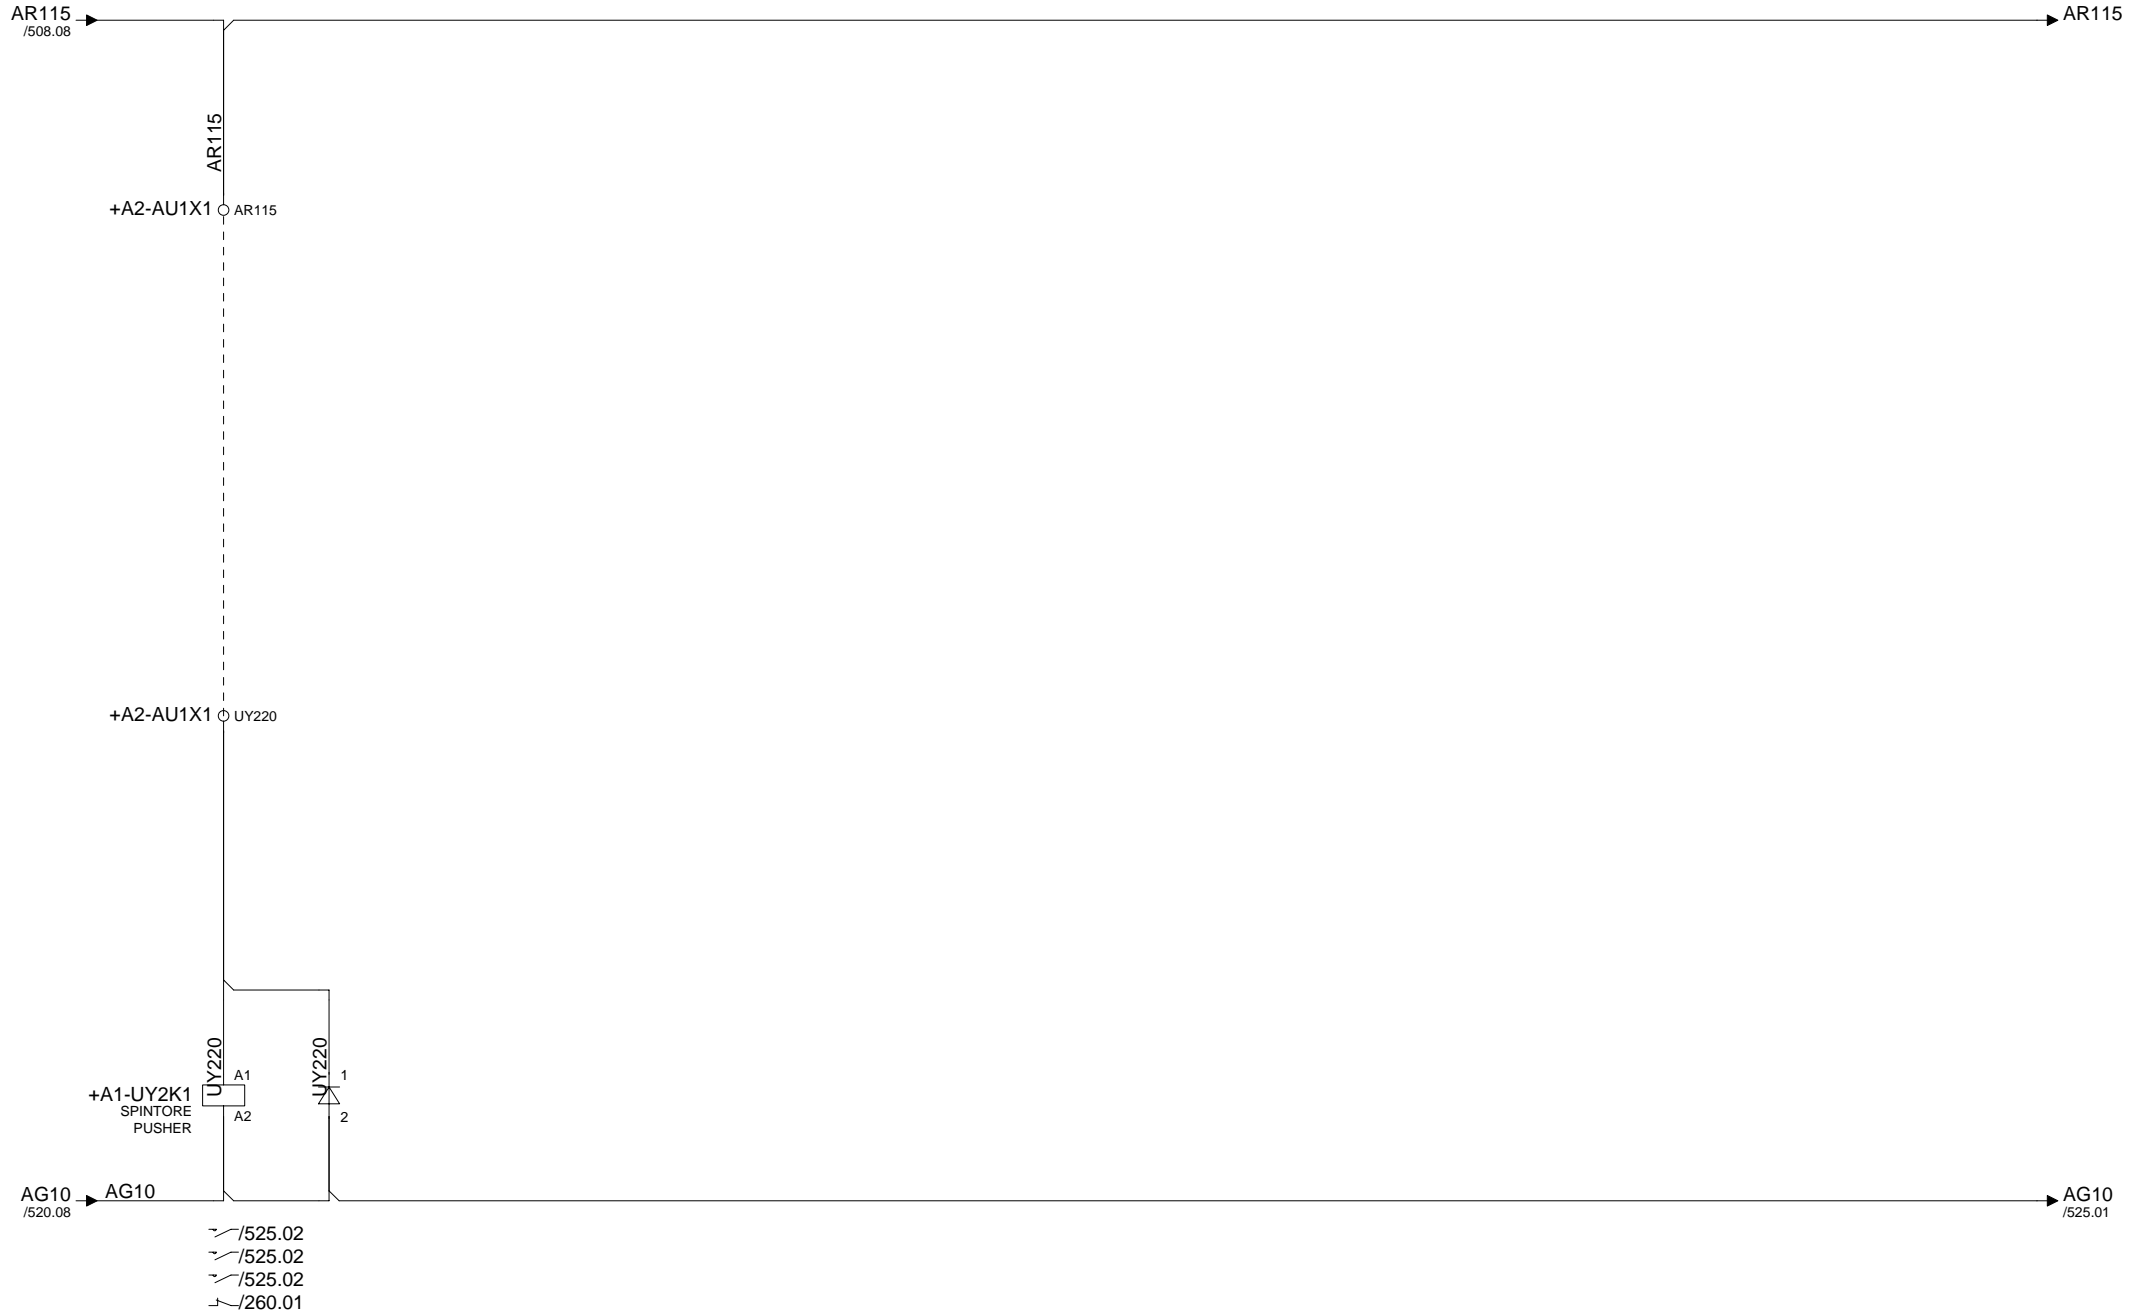 AR115
/508.08
AR115
AR115
+A2-AU1X1 AR115
+A2-AU1X1 UY220
UY220
UY220
A1
1
+A1-UY2K1
SPINTORE
PUSHER
A2
2
AG10
/520.08
AG10
AG10
/525.01
/525.02
/525.02
/525.02
/260.01